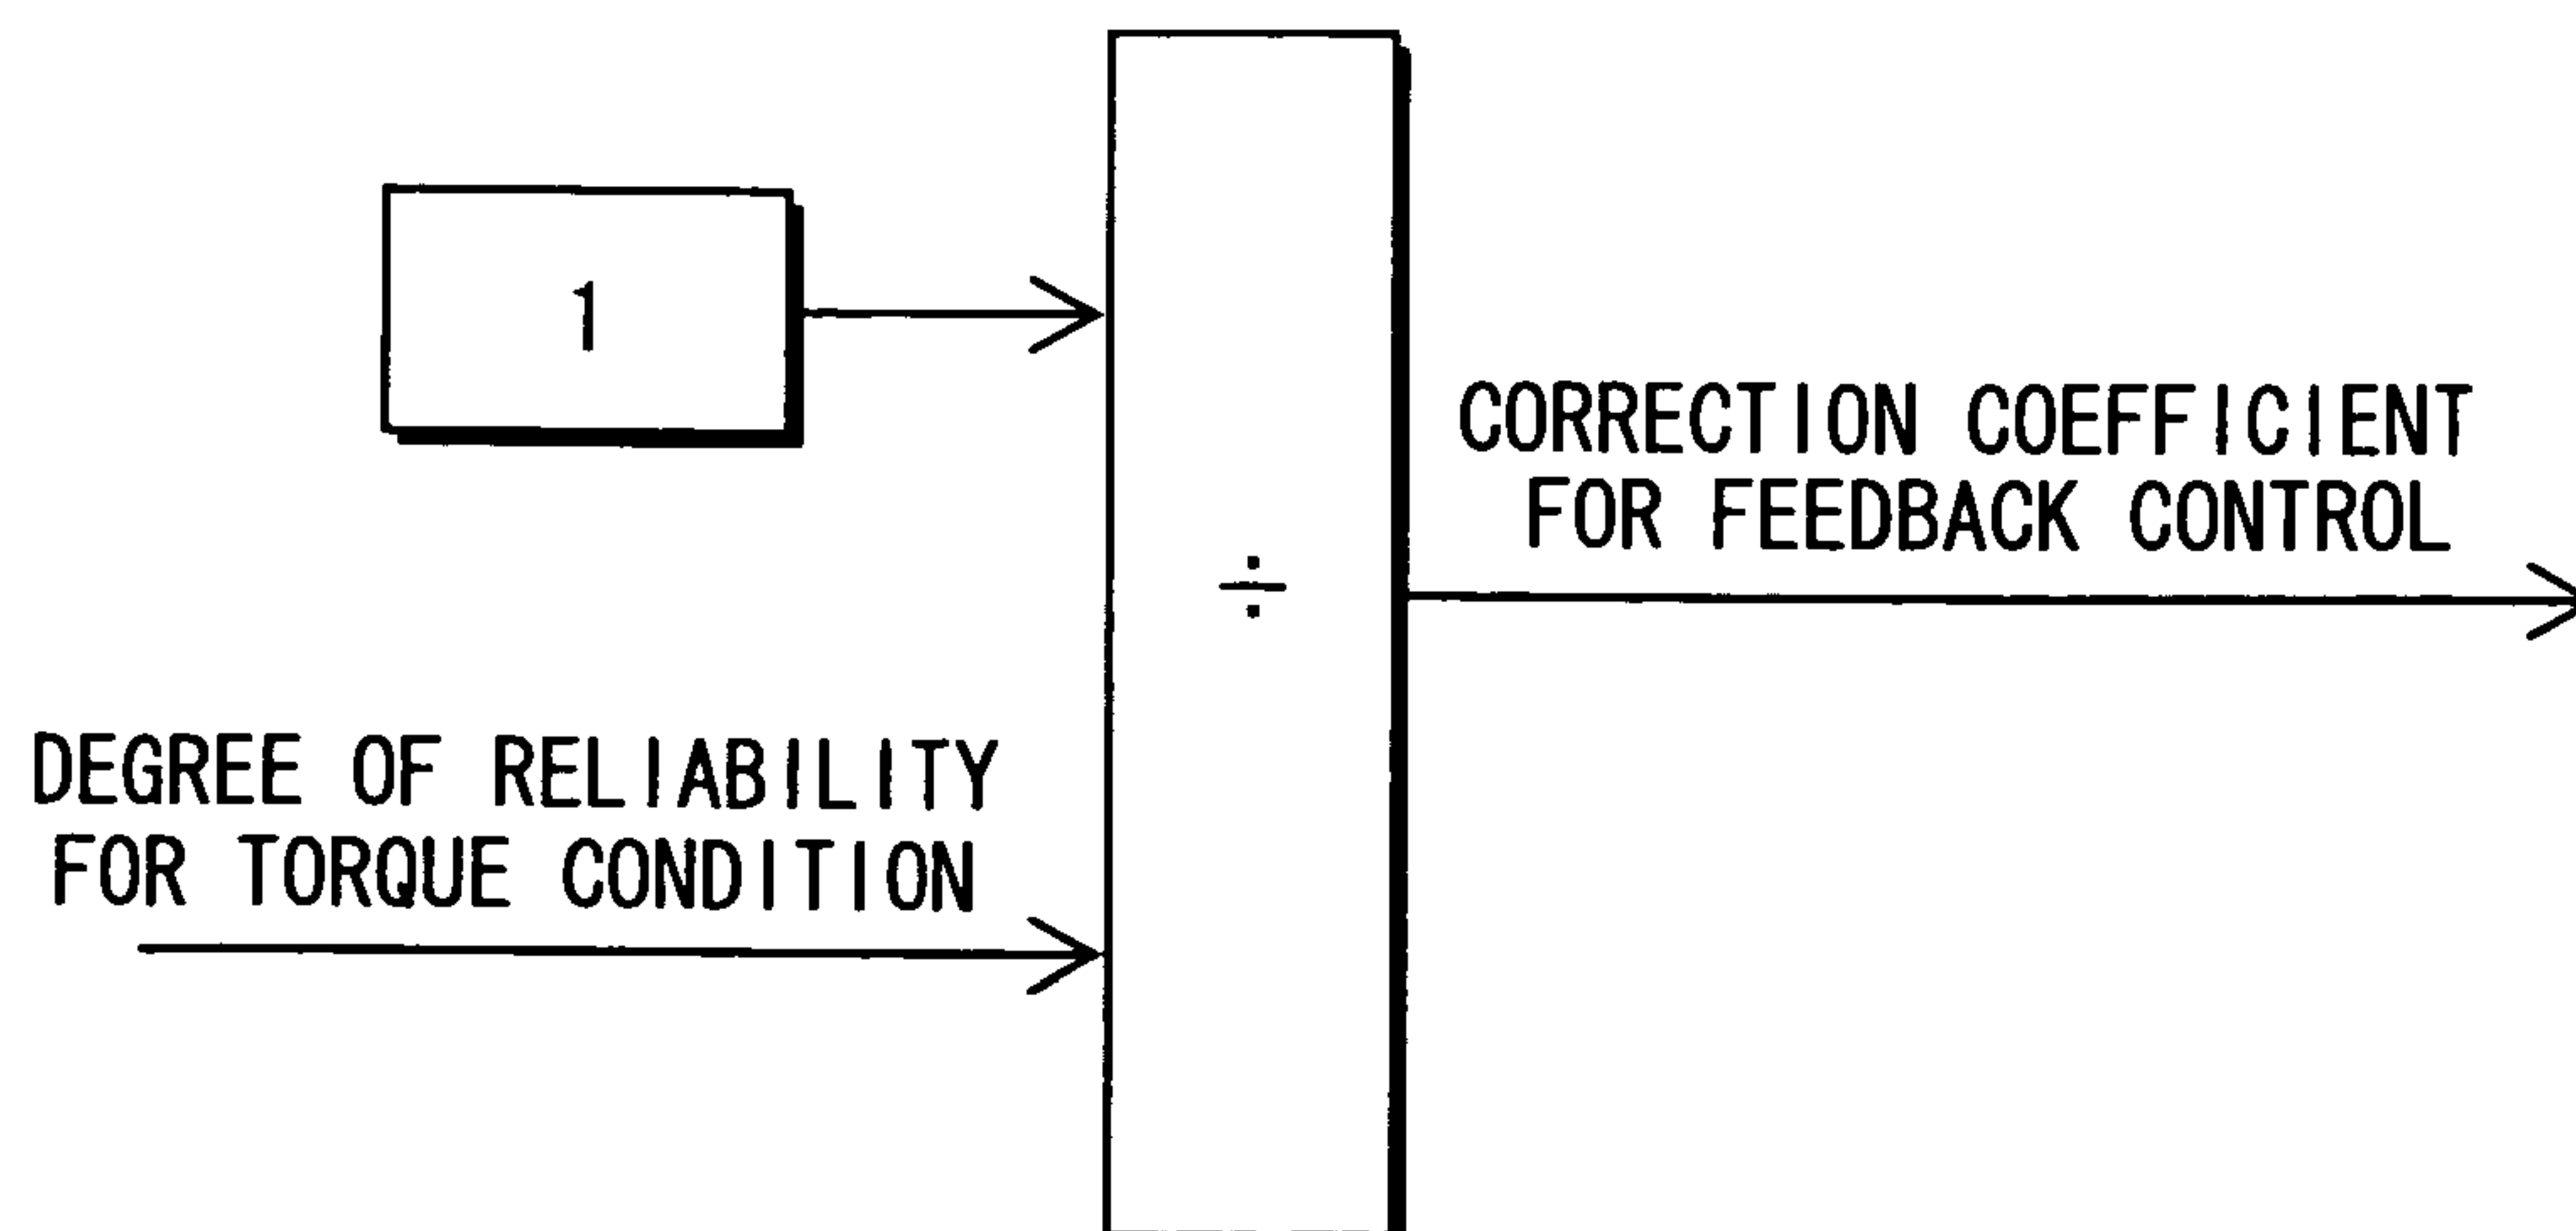 1
÷
CORRECTION COEFFICIENT
FOR FEEDBACK CONTROL
DEGREE OF RELIABILITY
FOR TORQUE CONDITION